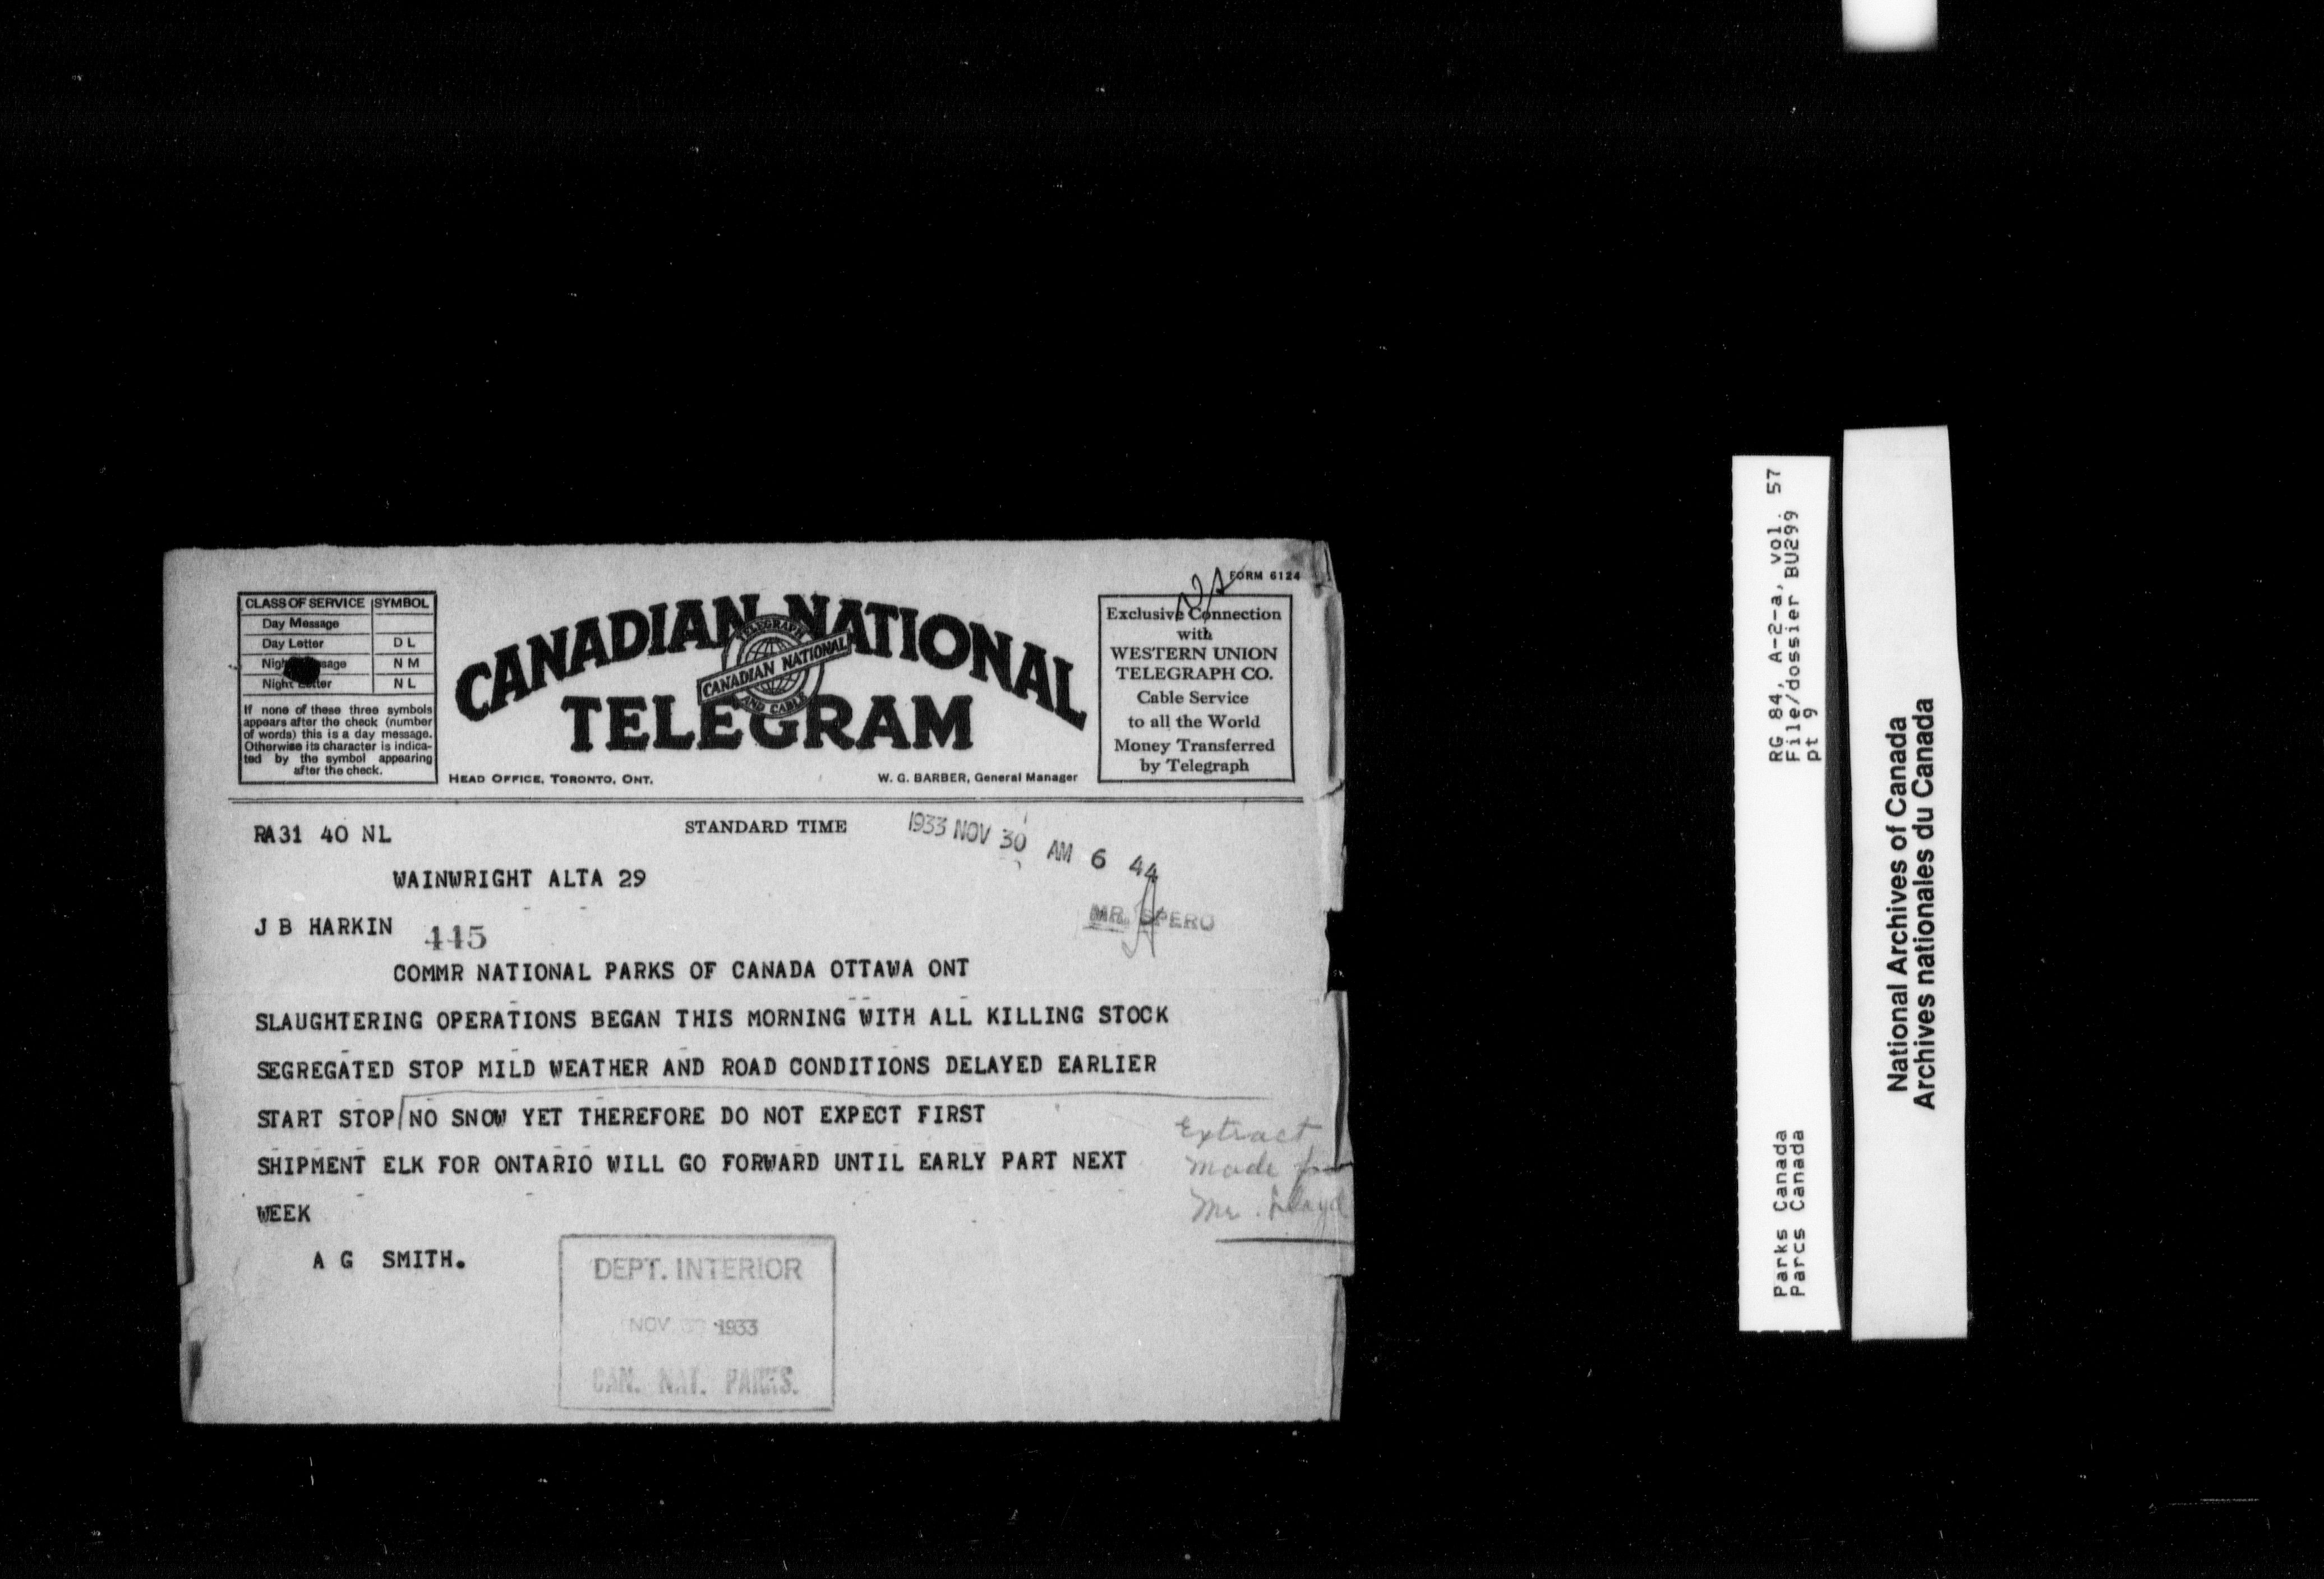 FORM 6124
CLASS OF SERVICE SYMBOL
Day Message
Day Letter D L
N M
Night N L
If none of these three symbols
appears after the check (number
of words) this is a day message.
Otherwise its character is indica-
ted by the symbol appearing
after the check.
CANADIAN NATIONAL
TELEGRAM
TELEGRAPH
CANADIAN NATIONAL
AND CABLE
HEAD OFFICE, TORONTO, ONT.
W. G. BARBER, General Manager
Exclusive Connection
with
WESTERN UNION
TELEGRAPH CO.
Cable Service
to all the World
Money Transferred
by Telegraph
RA31 40 NL
STANDARD TIME
1933 NOV 30 AM 6 44
WAINWRIGHT ALTA 29
MR. SPERO
J B HARKIN 445
COMMR NATIONAL PARKS OF CANADA OTTAWA ONT
SLAUGHTERING OPERATIONS BEGAN THIS MORNING WITH ALL KILLING STOCK
SEGREGATED STOP MILD WEATHER AND ROAD CONDITIONS DELAYED EARLIER
START STOP NO SNOW YET THEREFORE DO NOT EXPECT FIRST
SHIPMENT ELK FOR ONTARIO WILL GO FORWARD UNTIL EARLY PART NEXT
WEEK
A G SMITH.
Extract
made for
Mr.
DEPT. INTERIOR
NOV 1933
CAN. NAT. PARKS.
RG 84, A-2-a, vol. 57
File/dossier BU299
pt 9
Parks Canada
Parcs Canada
National Archives of Canada
Archives nationales du Canada